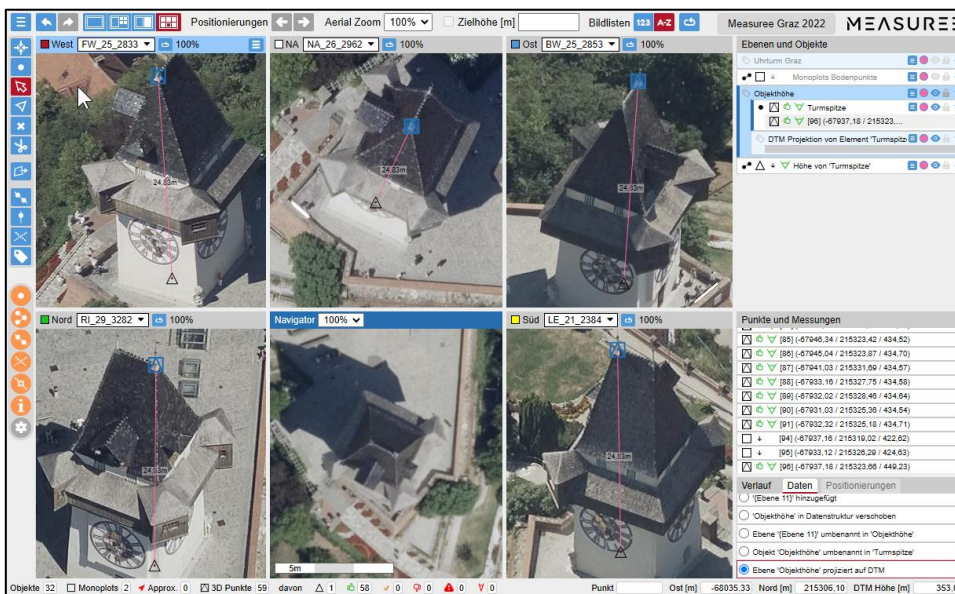 Positionierungen Aerial Zoom 100% Zielhöhe [m] Bildlisten 123 A-Z Measuree Graz 2022 MEASUREE
West FW_25_2833 100%
NA NA_26_2962 100%
Ost BW_25_2853 100%
24,83m
24,83m
24,83m
Nord RI_29_3282 100%
Navigator 100%
Süd LE_21_2384 100%
24,83m
24,83m
5m
Ebenen und Objekte
Uhrturm Graz
Monoplots Bodenpunkte
Objekthöhe
Turmspitze
[96] (-67937,18 / 215323,...
DTM Projektion von Element 'Turmspitz
Höhe von 'Turmspitze'
Punkte und Messungen
[85] (-67946,34 / 215323,42 / 434,52)
[86] (-67945,04 / 215323,87 / 434,70)
[87] (-67941,03 / 215331,69 / 434,57)
[88] (-67933,16 / 215327,75 / 434,58)
[89] (-67932,02 / 215328,46 / 434,64)
[90] (-67931,03 / 215325,36 / 434,54)
[91] (-67932,32 / 215325,18 / 434,71)
[94] (-67937,16 / 215319,02 / 422,62)
[95] (-67933,12 / 215326,29 / 424,63)
[96] (-67937,18 / 215323,66 / 449,23)
Verlauf Daten Positionierungen
'[Ebene 11]' hinzugefügt
'Objekthöhe' in Datenstruktur verschoben
Ebene '[Ebene 11]' umbenannt in 'Objekthöhe'
Objekt 'Objekthöhe' umbenannt in 'Turmspitze'
Ebene 'Objekthöhe' projiziert auf DTM
Objekte 32 Monoplots 2 Approx. 0 3D Punkte 59 davon 1 58 0 0 0 0 Punkt Ost [m] -68035,33 Nord [m] 215306,10 DTM Höhe [m] 353,